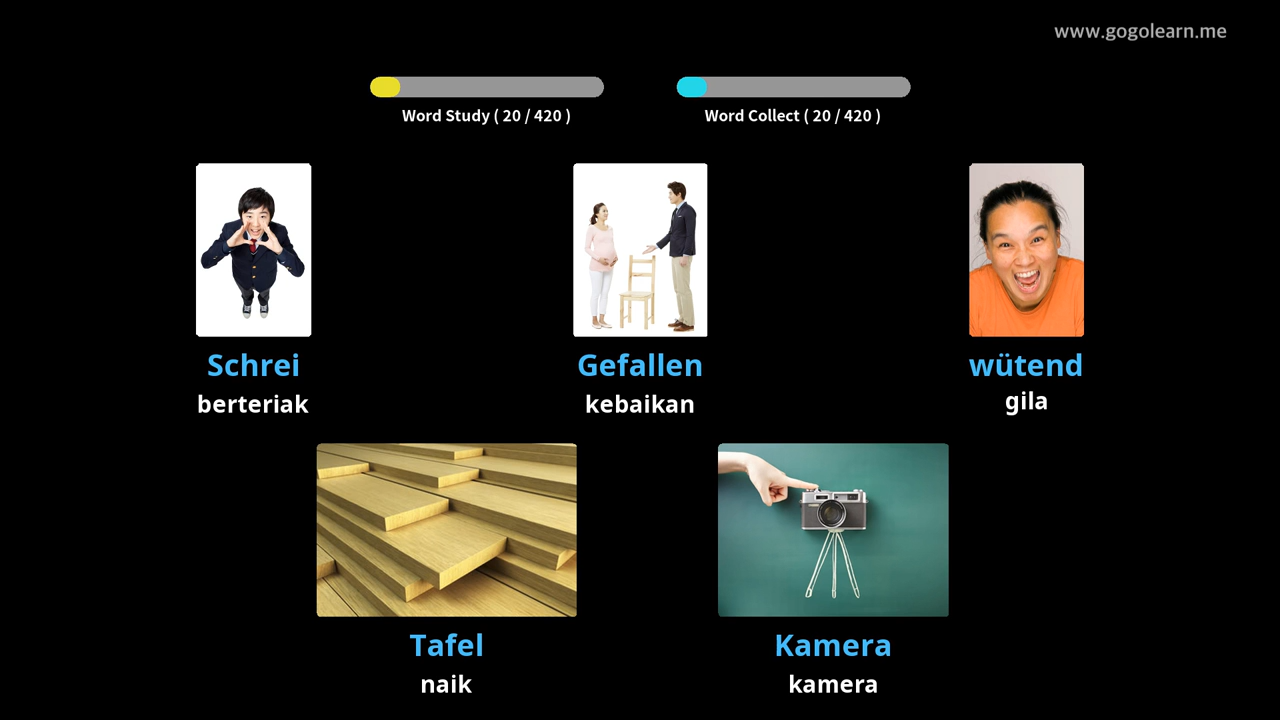 www.gogolearn.me
Word Study ( 20 / 420 )
Word Collect ( 20 / 420 )
Schrei
berteriak
Gefallen
kebaikan
wütend
gila
Tafel
naik
Kamera
kamera